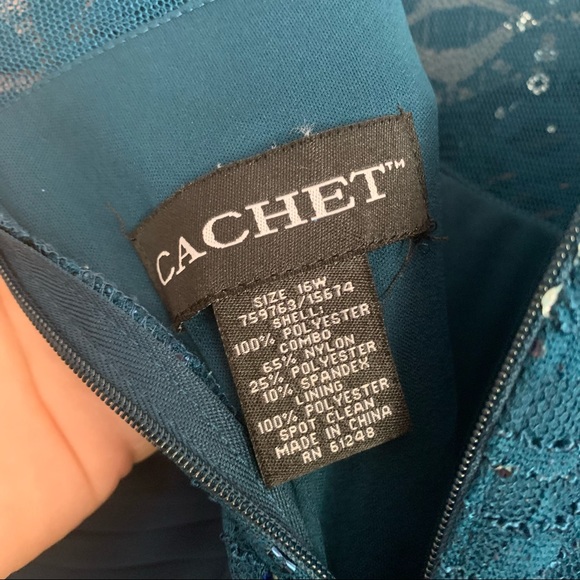 CACHET™
SIZE 16W
759763/15674
SHELL:
100% POLYESTER
COMBO
65% NYLON
25% POLYESTER
10% SPANDEX
LINING
100% POLYESTER
SPOT CLEAN
MADE IN CHINA
RN 61248